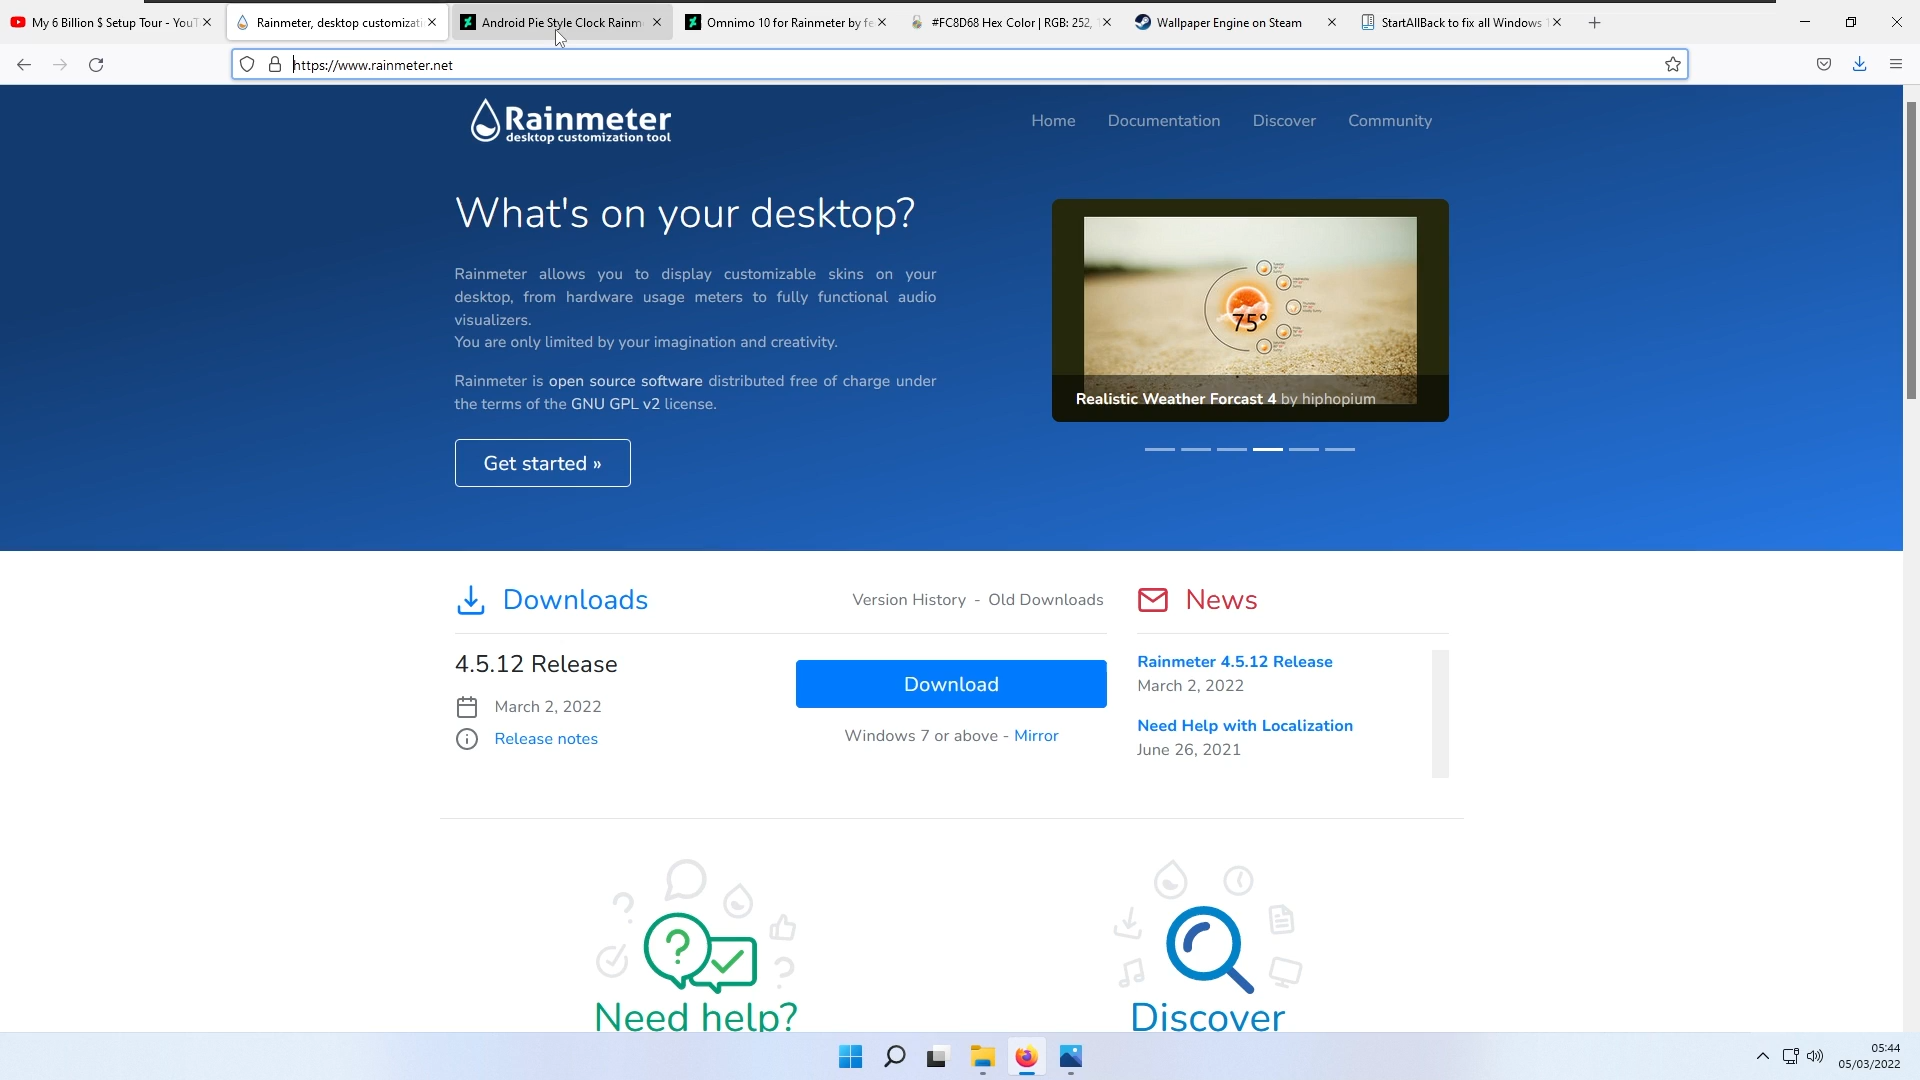 My 6 Billion $ Setup Tour - YouT
Rainmeter, desktop customizati
Android Pie Style Clock Rainm
Omnimo 10 for Rainmeter by fe
#FC8D68 Hex Color | RGB: 252,
Wallpaper Engine on Steam
StartAllBack to fix all Windows
https://www.rainmeter.net
Rainmeter
desktop customization tool
Home
Documentation
Discover
Community
What's on your desktop?
Rainmeter allows you to display customizable skins on your
desktop, from hardware usage meters to fully functional audio
visualizers.
You are only limited by your imagination and creativity.
Rainmeter is open source software distributed free of charge under
the terms of the GNU GPL v2 license.
Get started »
75°
Realistic Weather Forcast 4 by hiphopium
Downloads
Version History - Old Downloads
News
4.5.12 Release
March 2, 2022
Release notes
Download
Windows 7 or above - Mirror
Rainmeter 4.5.12 Release
March 2, 2022
Need Help with Localization
June 26, 2021
Need help?
Discover
05:44
05/03/2022